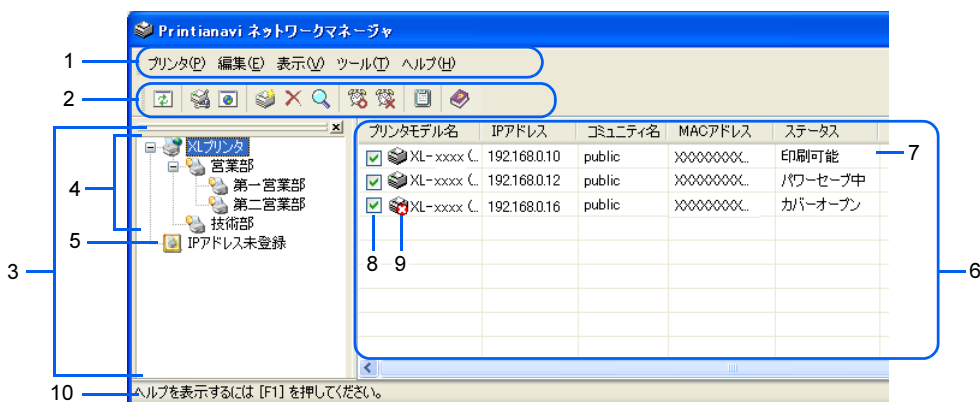 Printianavi ネットワークマネージャ
1
プリンタ(P) 編集(E) 表示(V) ツール(T) ヘルプ(H)
2
プリンタモデル名 IPアドレス コミュニティ名 MACアドレス ステータス
XLプリンタ
営業部
第一営業部
第二営業部
技術部
IPアドレス未登録
XL-xxxx (... 192.168.0.10 public XXXXXXXX... 印刷可能
XL-xxxx (... 192.168.0.12 public XXXXXXXX... パワーセーブ中
XL-xxxx (... 192.168.0.16 public XXXXXXXX... カバーオープン
7
4
5
8 9
3
6
10
ヘルプを表示するには [F1] を押してください。